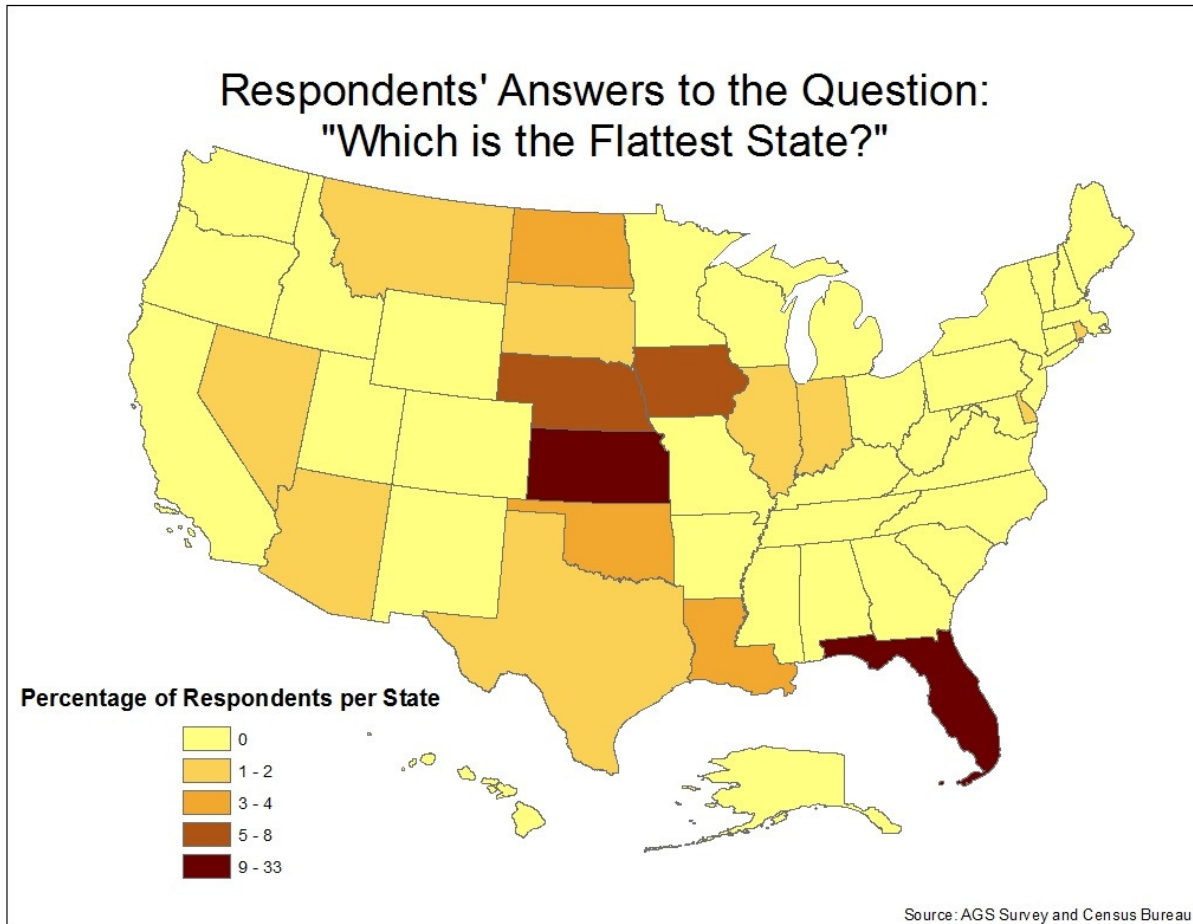 Respondents' Answers to the Question:
"Which is the Flattest State?"
Percentage of Respondents per State
0
1 - 2
3 - 4
5 - 8
9 - 33
Source: AGS Survey and Census Bureau